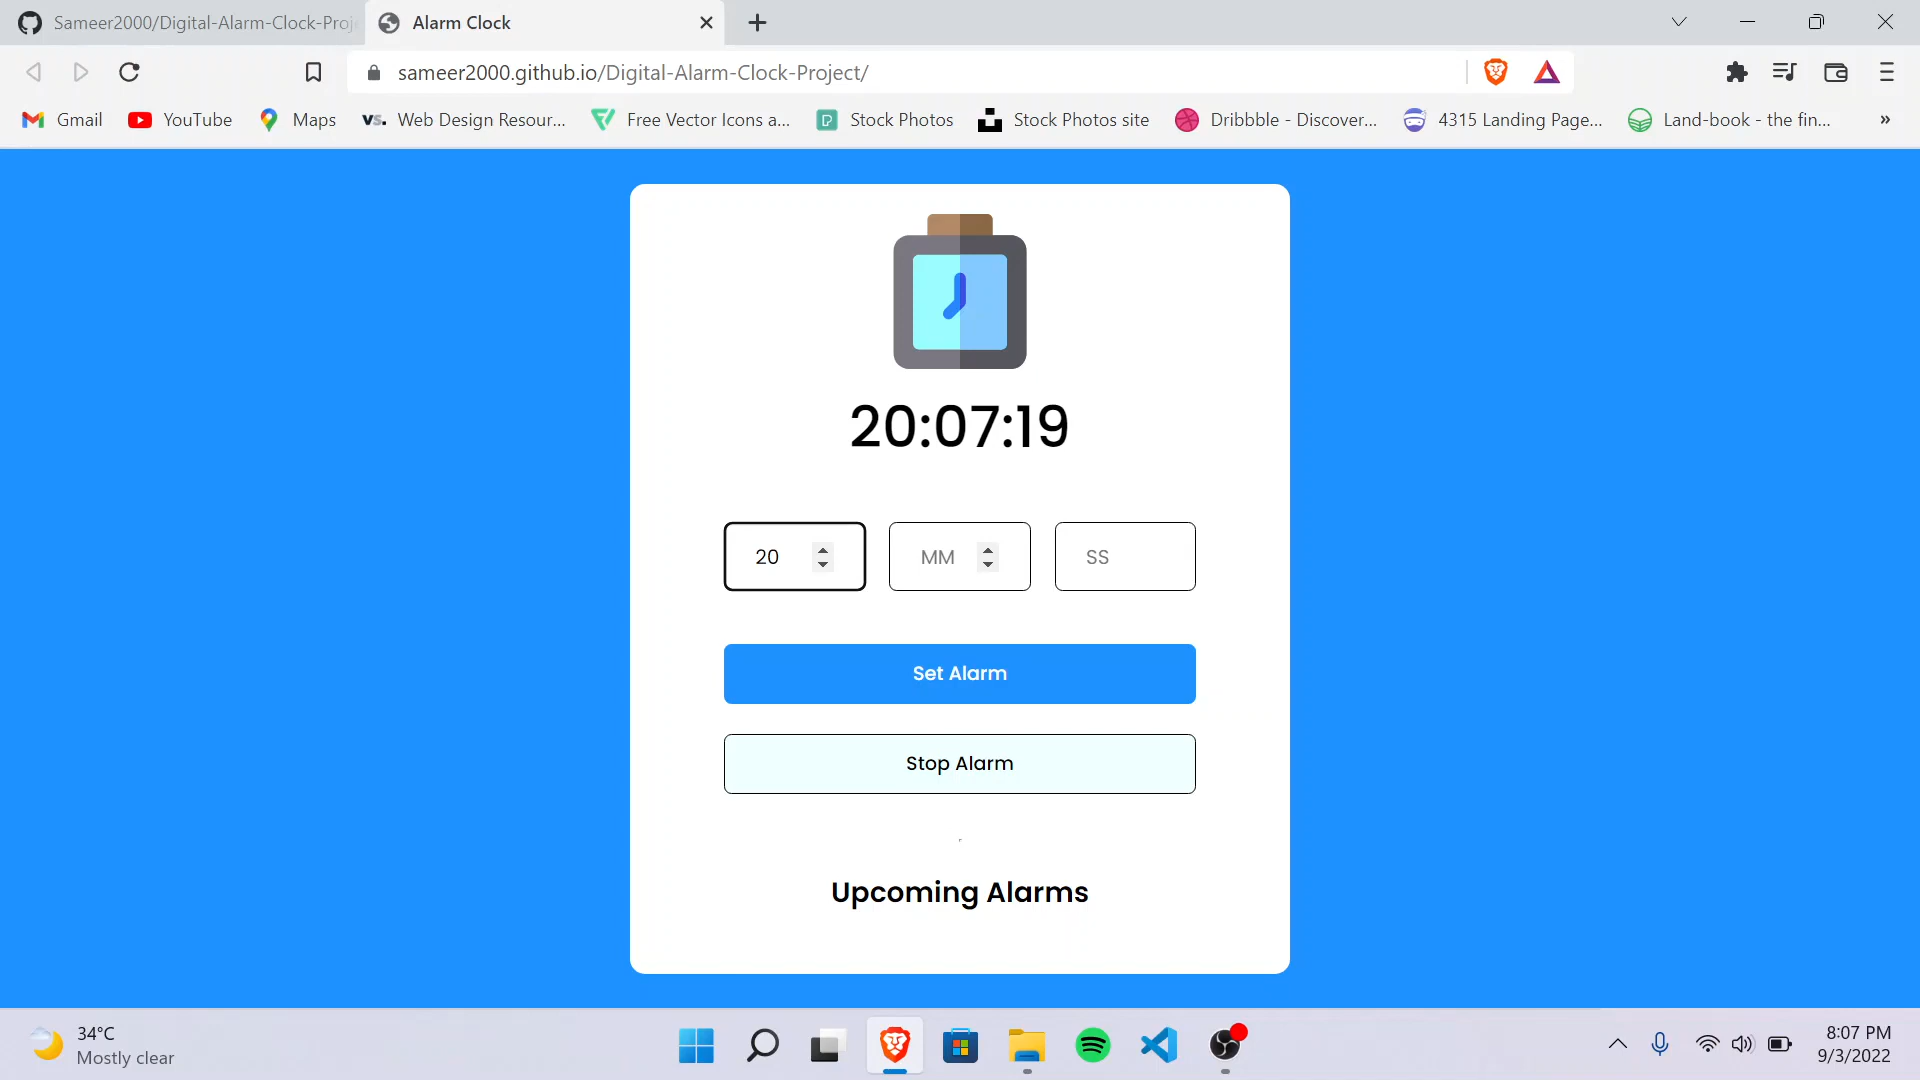 Sameer2000/Digital-Alarm-Clock-Proj
Alarm Clock
sameer2000.github.io/Digital-Alarm-Clock-Project/
Gmail
YouTube
Maps
vs.
Web Design Resour...
Free Vector Icons a...
Stock Photos
Stock Photos site
Dribbble - Discover...
4315 Landing Page...
Land-book - the fin...
»
20:07:19
20
MM
SS
Set Alarm
Stop Alarm
Upcoming Alarms
34°C
Mostly clear
8:07 PM
9/3/2022